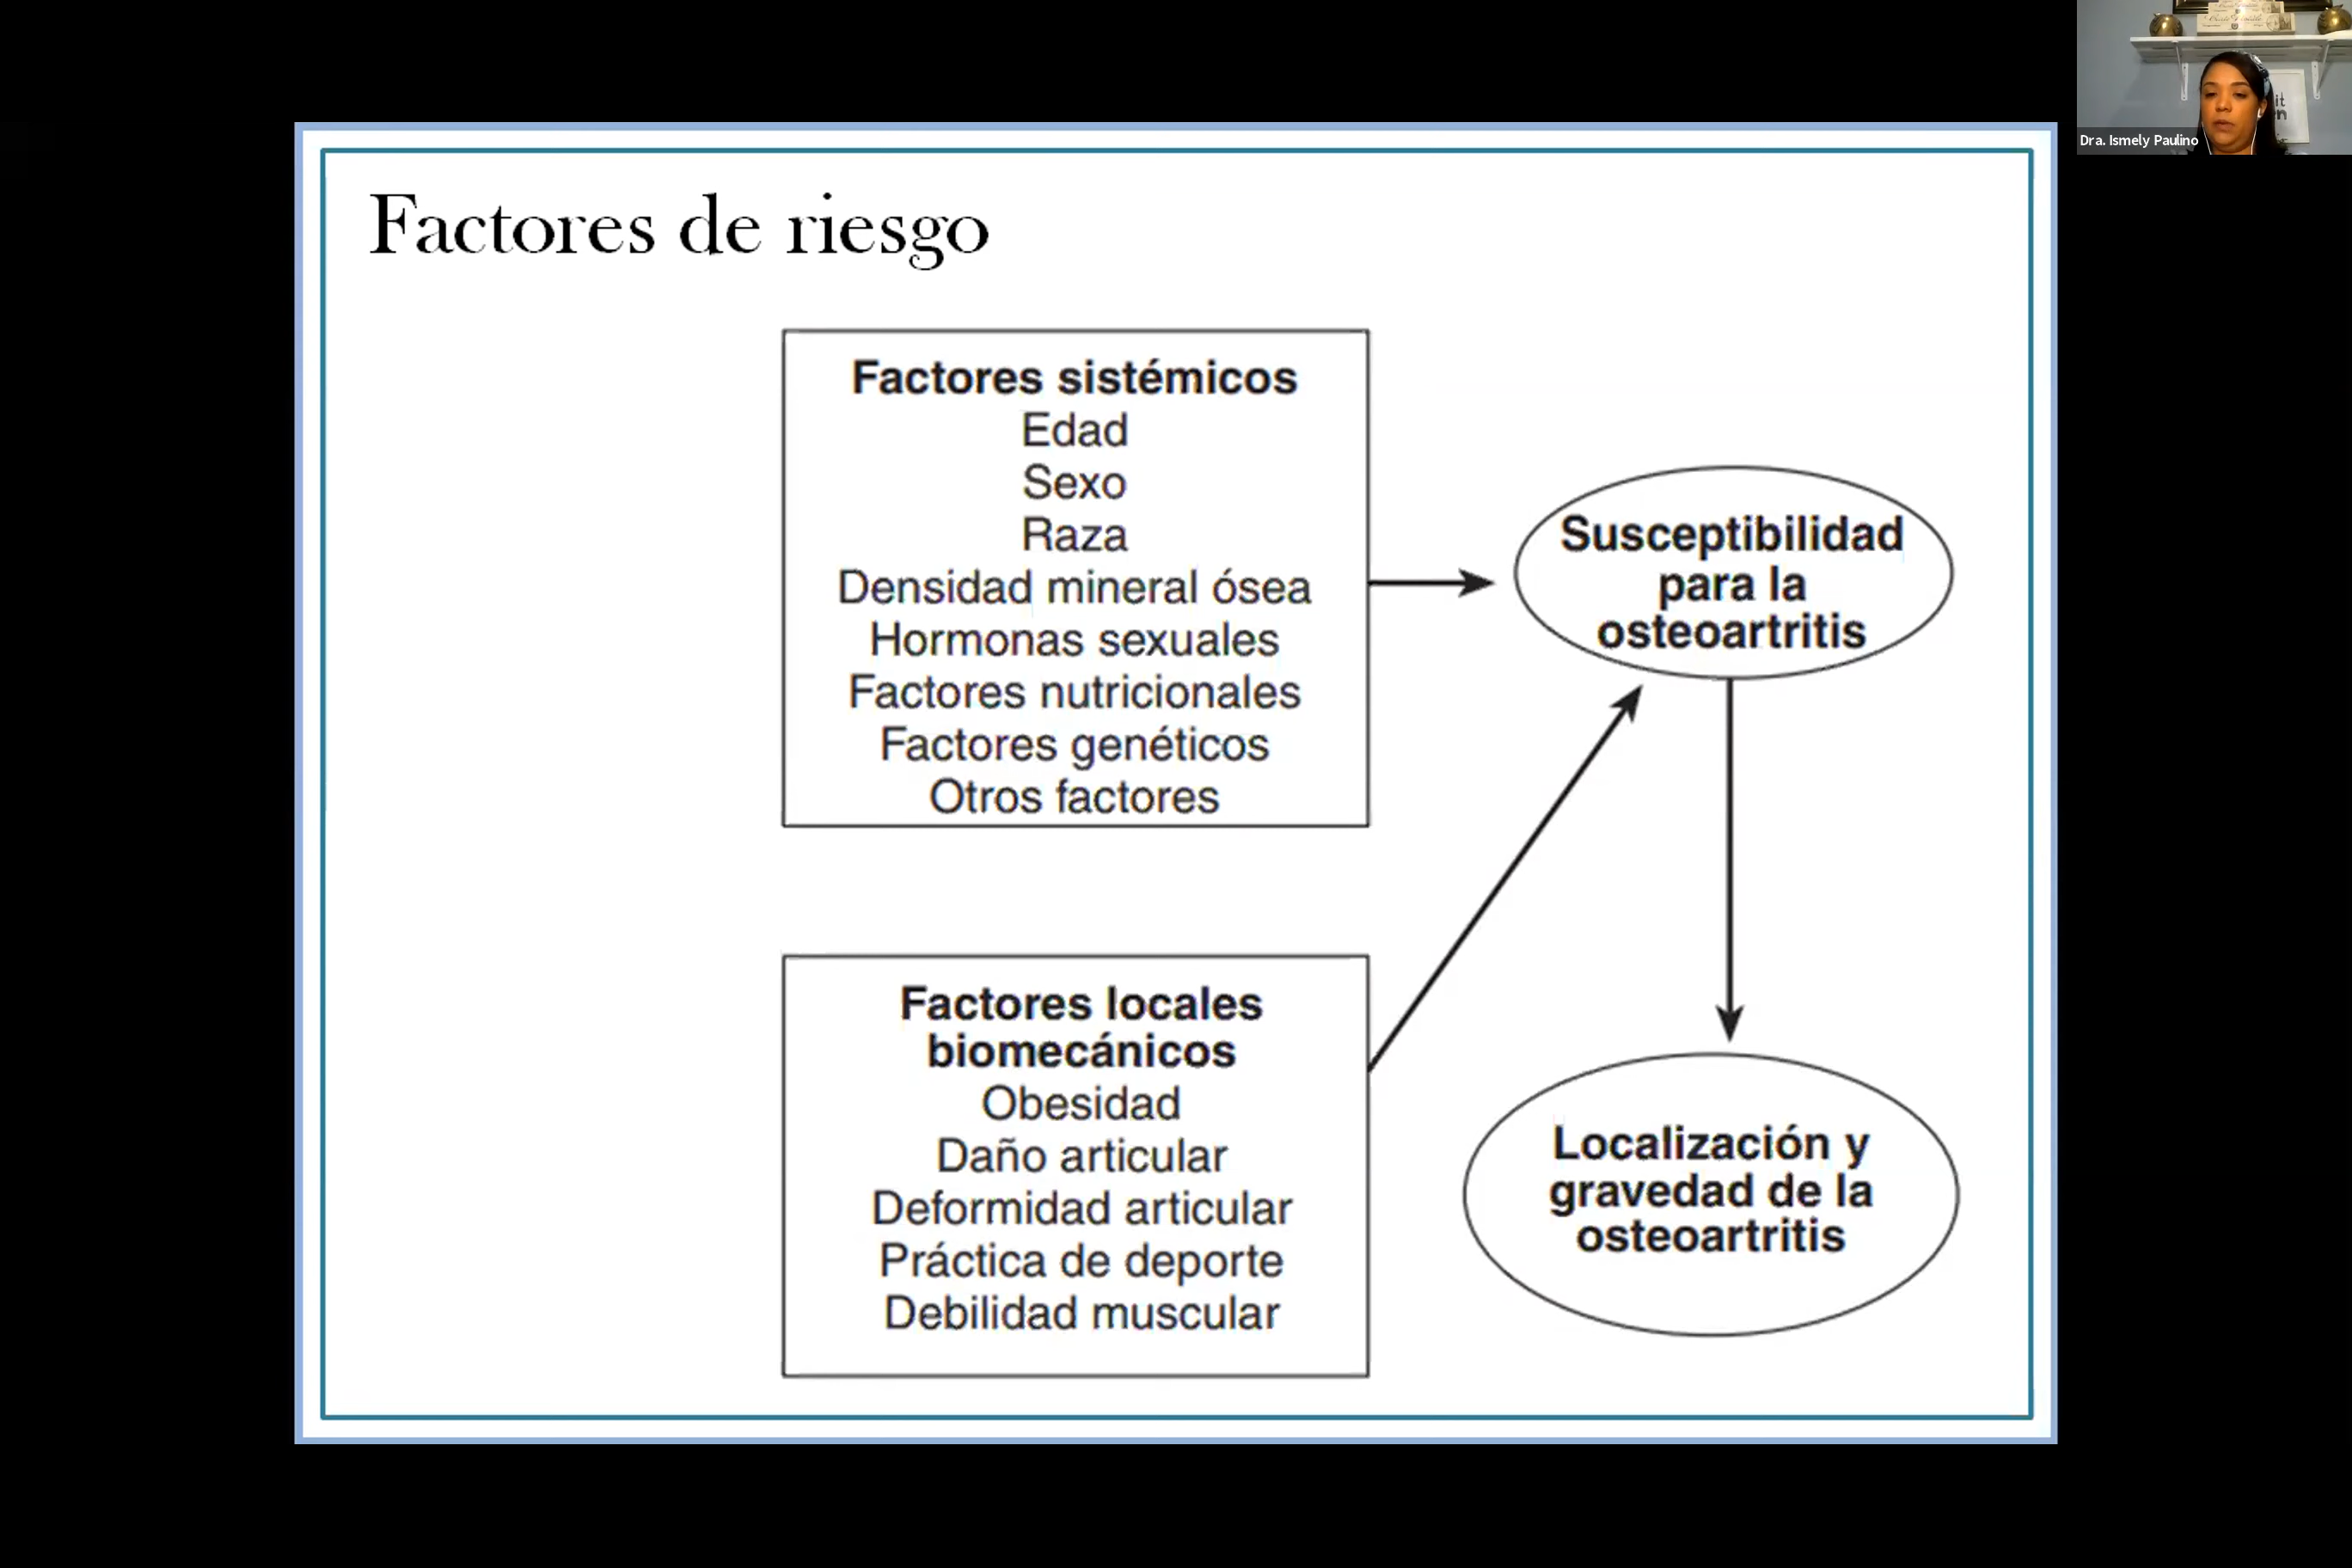 Factores de riesgo
Factores sistémicos
Edad
Sexo
Raza
Densidad mineral ósea
Hormonas sexuales
Factores nutricionales
Factores genéticos
Otros factores
Susceptibilidad
para la
osteoartritis
Factores locales
biomecánicos
Obesidad
Daño articular
Deformidad articular
Práctica de deporte
Debilidad muscular
Localización y
gravedad de la
osteoartritis
Dra. Ismely Paulino